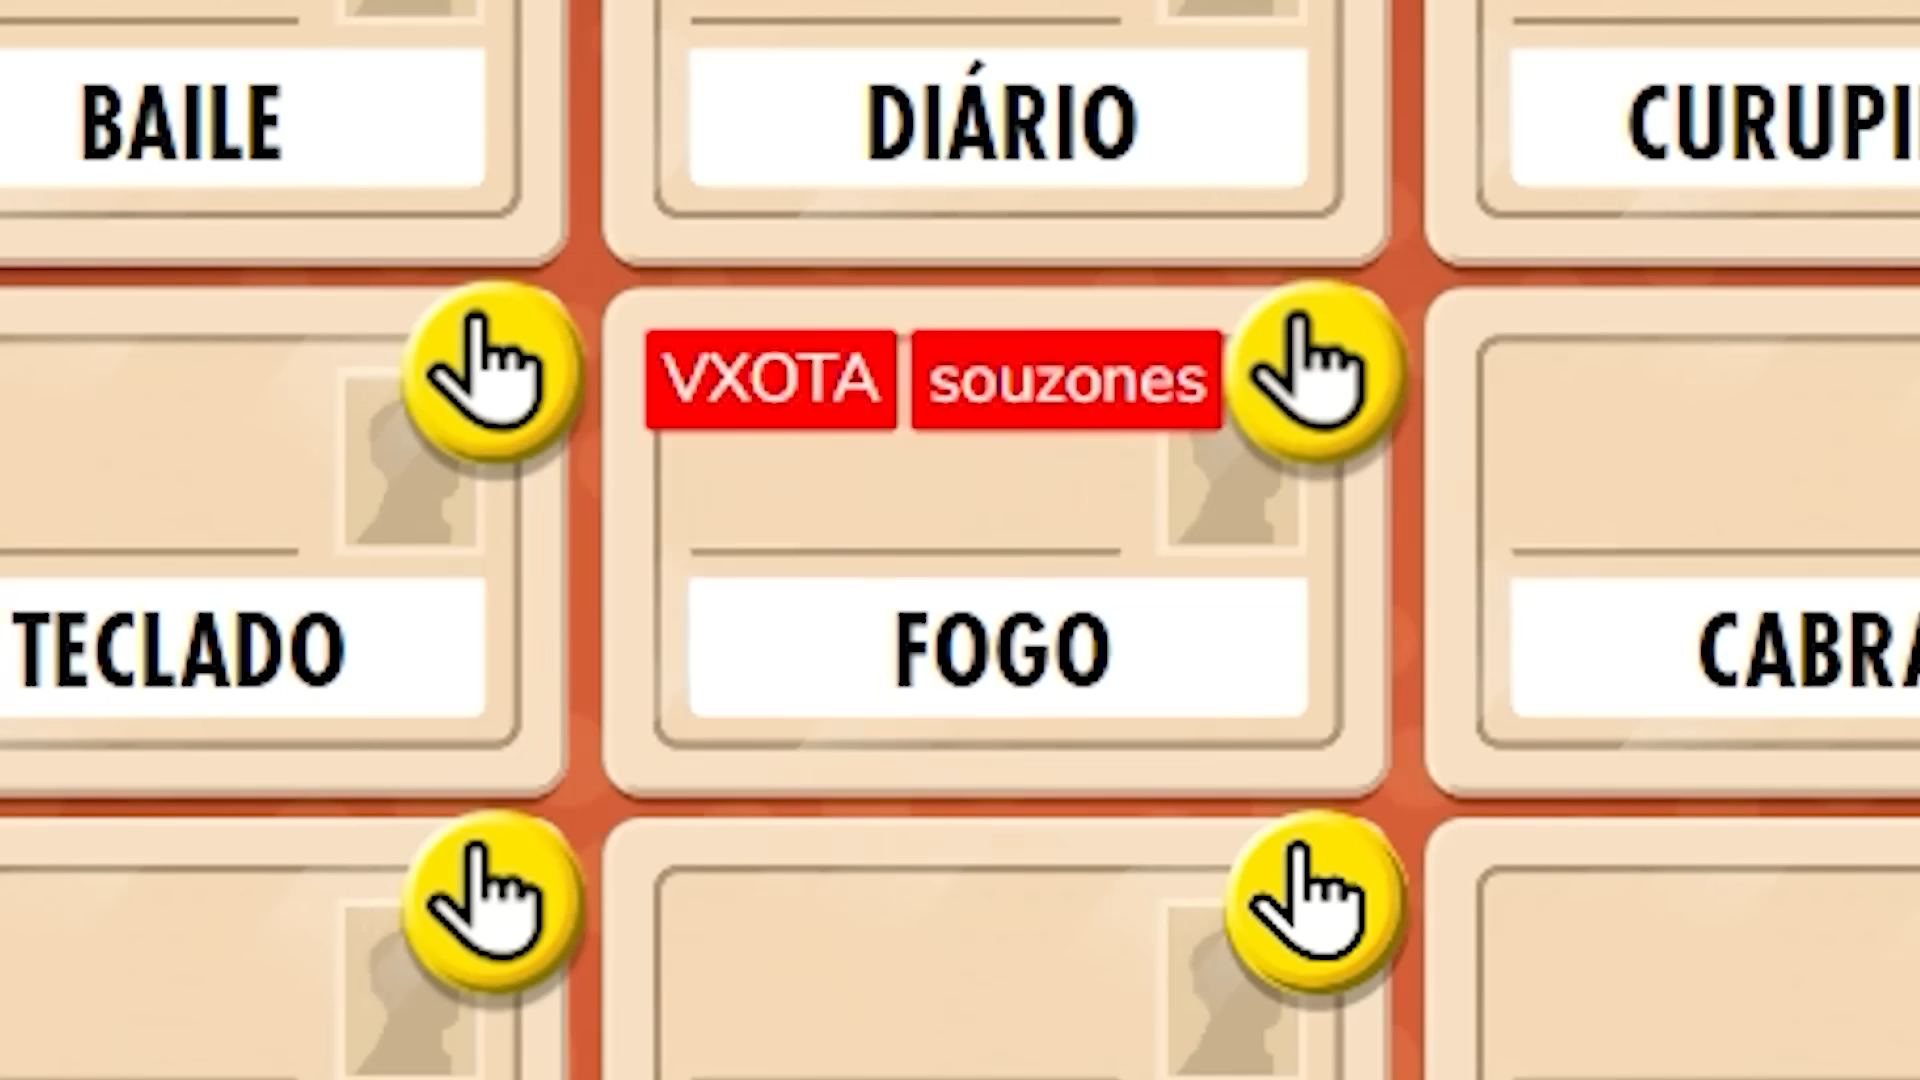 BAILE
DIÁRIO
CURUPI
VXOTA souzones
TECLADO
FOGO
CABRA